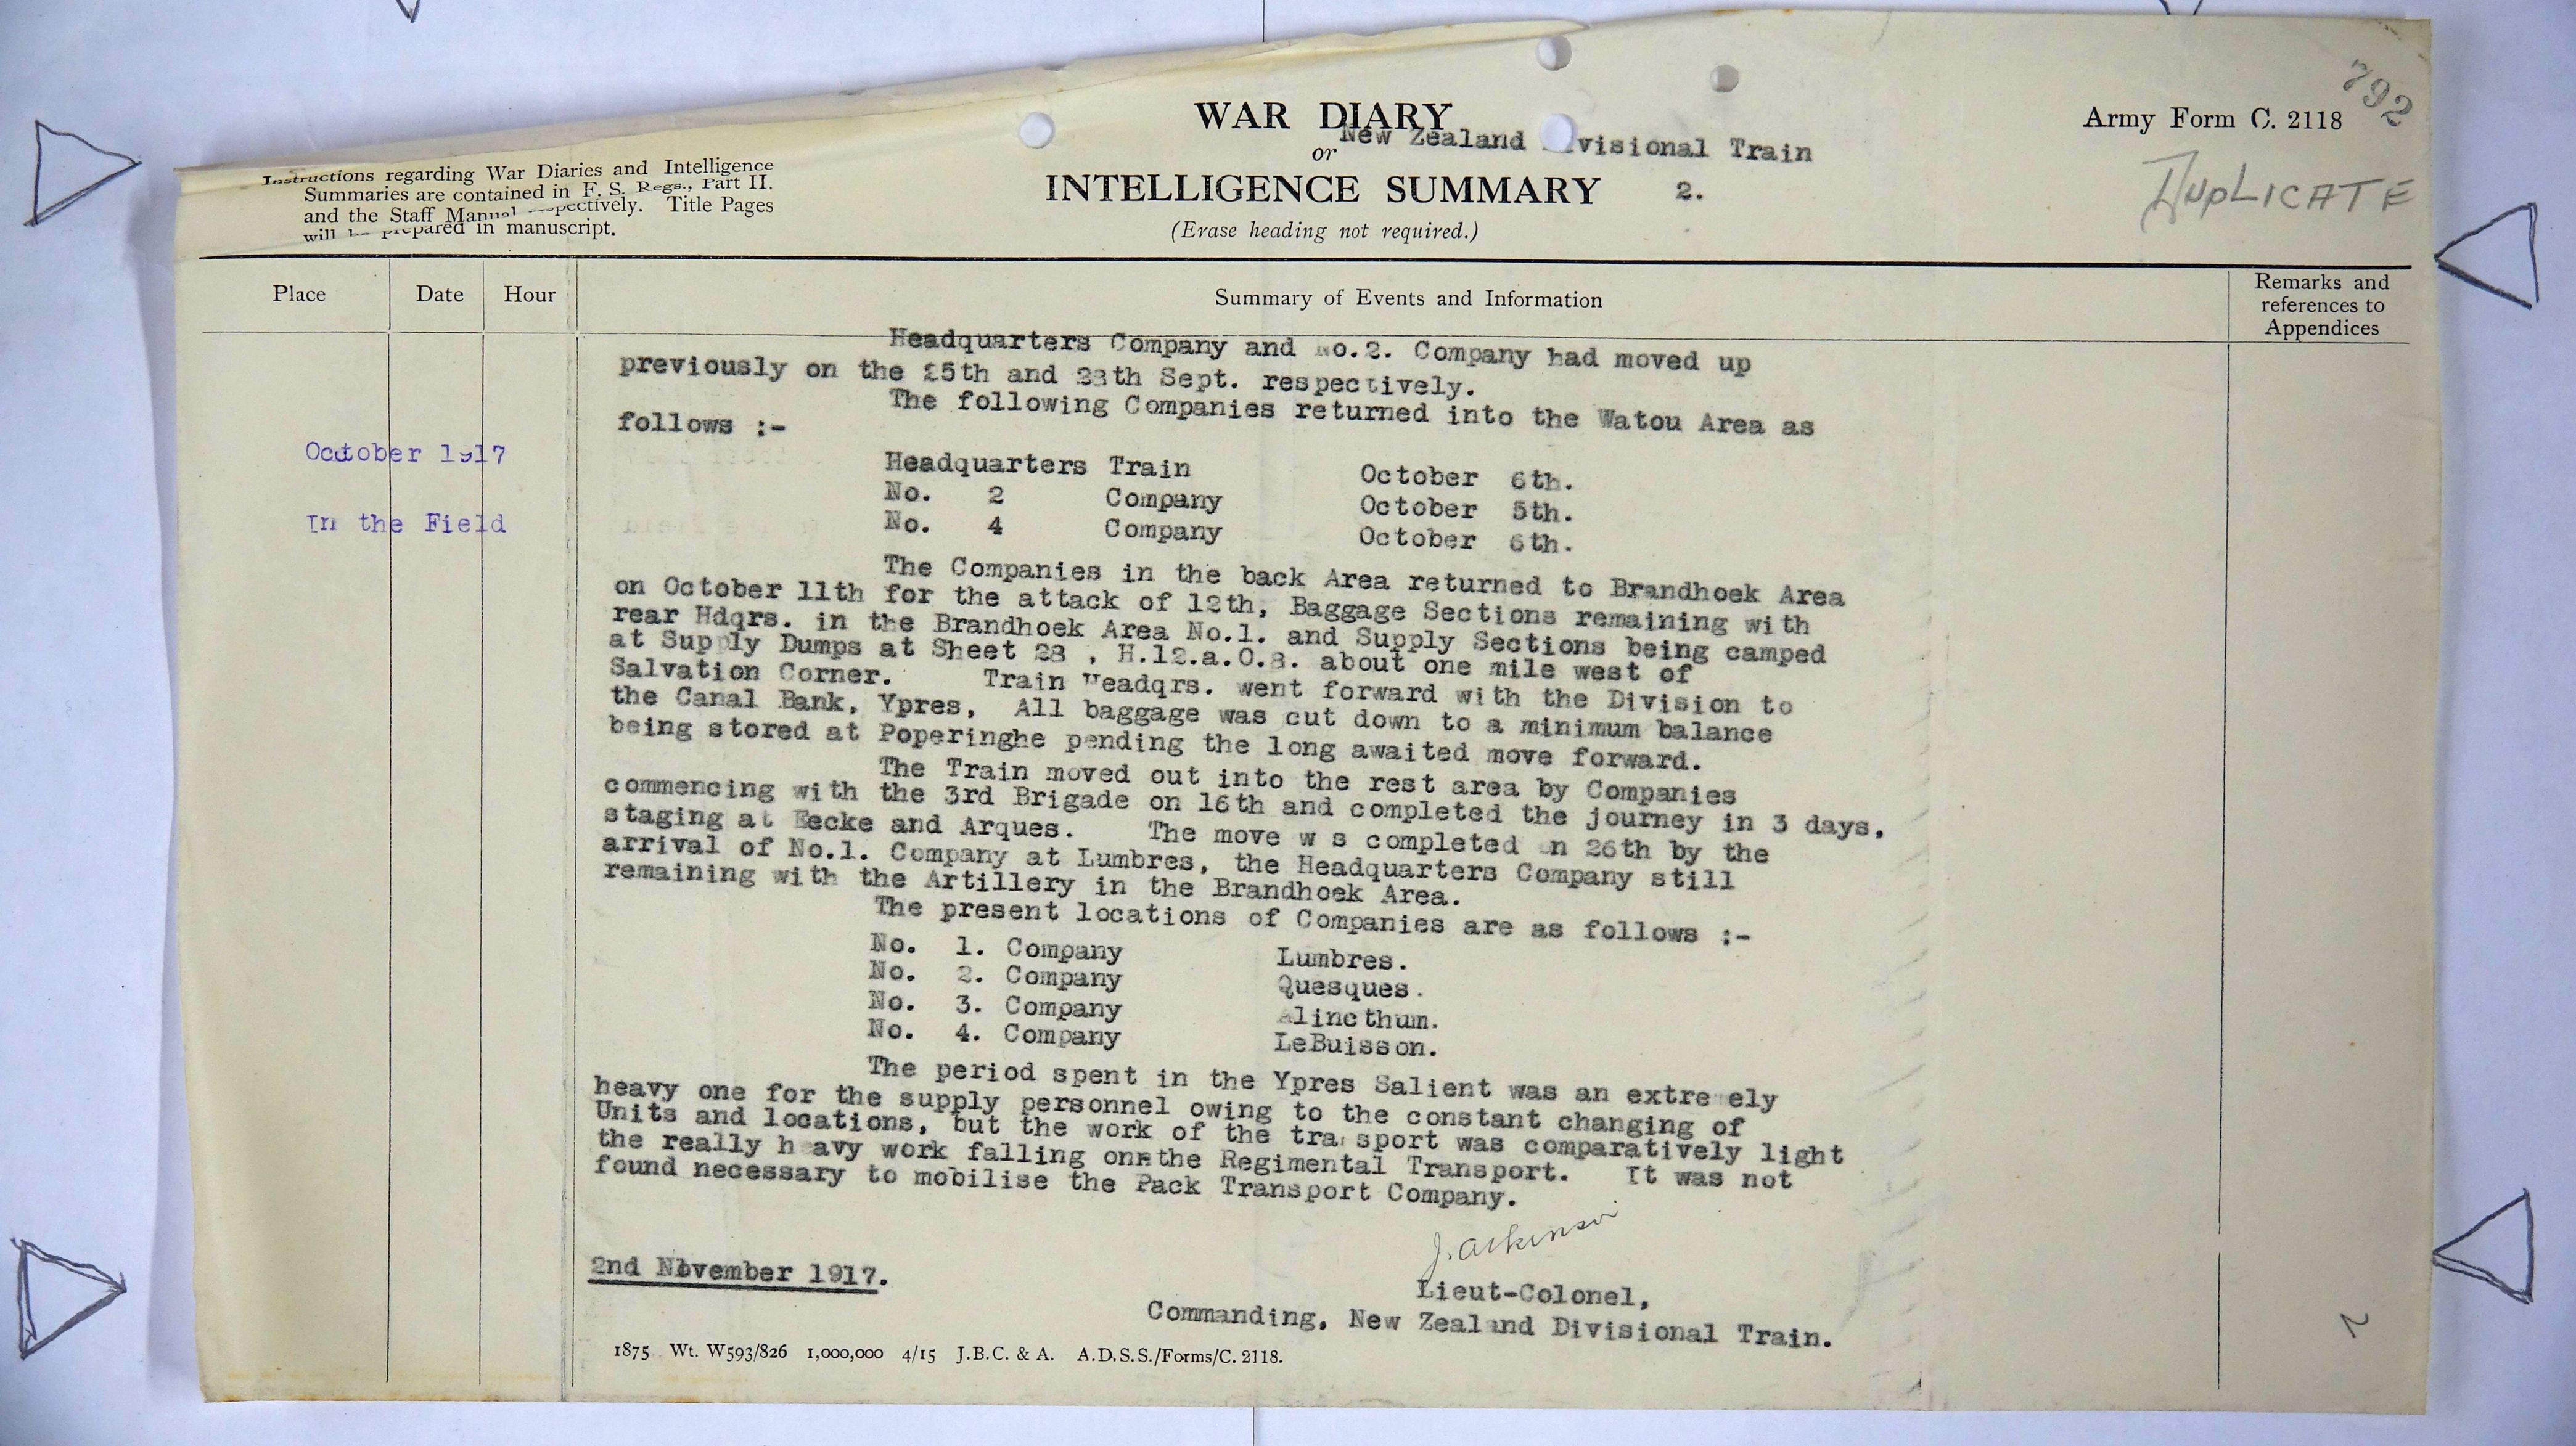 792
WAR DIARY
Army Form C. 2118
New Zealand visional Train
or
DUPLICATE
Instructions regarding War Diaries and Intelligence
Summaries are contained in F. S. Regs., Part II.
and the Staff Manual respectively. Title Pages
will be prepared in manuscript.
INTELLIGENCE SUMMARY
2.
(Erase heading not required.)
Place
Date
Hour
Summary of Events and Information
Remarks and
references to
Appendices
October 1917
In the Field
Headquarters Company and No.2. Company had moved up
previously on the 25th and 28th Sept. respectively.
The following Companies returned into the Watou Area as
follows :-
Headquarters Train October 6th.
No. 2 Company October 5th.
No. 4 Company October 6th.
The Companies in the back Area returned to Brandhoek Area
on October 11th for the attack of 12th, Baggage Sections remaining with
rear Hdqrs. in the Brandhoek Area No.1. and Supply Sections being camped
at Supply Dumps at Sheet 28 , H.12.a.0.8. about one mile west of
Salvation Corner. Train Headqrs. went forward with the Division to
the Canal Bank, Ypres, All baggage was cut down to a minimum balance
being stored at Poperinghe pending the long awaited move forward.
The Train moved out into the rest area by Companies
commencing with the 3rd Brigade on 16th and completed the journey in 3 days,
staging at Eecke and Arques. The move w s completed on 26th by the
arrival of No.1. Company at Lumbres, the Headquarters Company still
remaining with the Artillery in the Brandhoek Area.
The present locations of Companies are as follows :-
No. 1. Company Lumbres.
No. 2. Company Quesques.
No. 3. Company Alincthum.
No. 4. Company LeBuisson.
The period spent in the Ypres Salient was an extre ely
heavy one for the supply personnel owing to the constant changing of
Units and locations, but the work of the transport was comparatively light
the really h avy work falling on the Regimental Transport. It was not
found necessary to mobilise the Pack Transport Company.
J. Atkinson
2nd November 1917.
Lieut-Colonel,
Commanding, New Zealand Divisional Train.
1875 Wt. W593/826 1,000,000 4/15 J.B.C. & A. A.D.S.S./Forms/C. 2118.
2